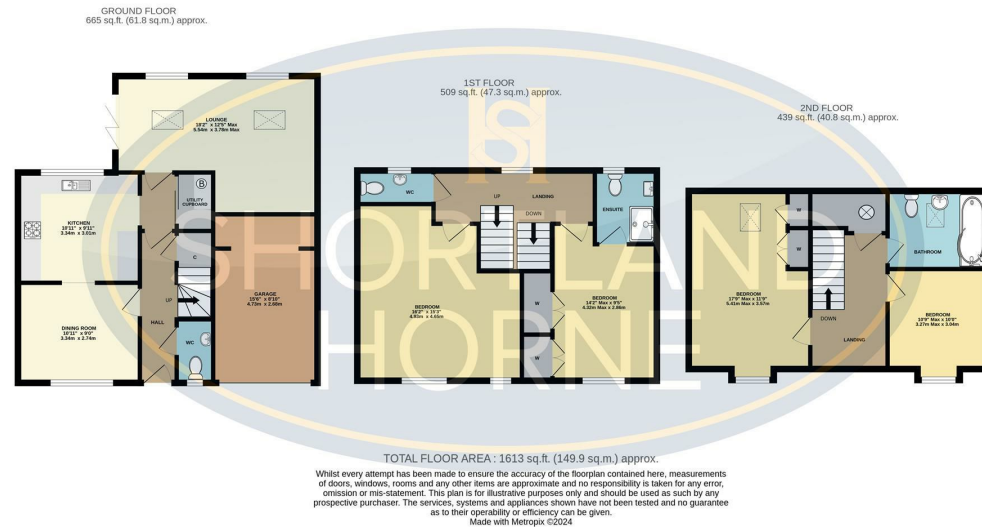 GROUND FLOOR
665 sq.ft. (61.8 sq.m.) approx.
LOUNGE
18'2" x 12'5" Max
5.54m x 3.78m Max
KITCHEN
10'11" x 9'11"
3.34m x 3.01m
B
UTILITY
CUPBOARD
C
UP
HALL
DINING ROOM
10'11" x 9'0"
3.34m x 2.74m
WC
GARAGE
15'6" x 8'10"
4.73m x 2.68m
1ST FLOOR
509 sq.ft. (47.3 sq.m.) approx.
WC
UP
LANDING
DOWN
ENSUITE
BEDROOM
16'2" x 15'3"
4.93m x 4.65m
W
W
BEDROOM
14'2" Max x 9'5"
4.32m Max x 2.86m
2ND FLOOR
439 sq.ft. (40.8 sq.m.) approx.
W
W
BEDROOM
17'9" Max x 11'9"
5.41m Max x 3.57m
DOWN
LANDING
BATHROOM
BEDROOM
10'9" Max x 10'0"
3.27m Max x 3.04m
SHORTLAND
HORNE
TOTAL FLOOR AREA : 1613 sq.ft. (149.9 sq.m.) approx.
Whilst every attempt has been made to ensure the accuracy of the floorplan contained here, measurements
of doors, windows, rooms and any other items are approximate and no responsibility is taken for any error,
omission or mis-statement. This plan is for illustrative purposes only and should be used as such by any
prospective purchaser. The services, systems and appliances shown have not been tested and no guarantee
as to their operability or efficiency can be given.
Made with Metropix ©2024